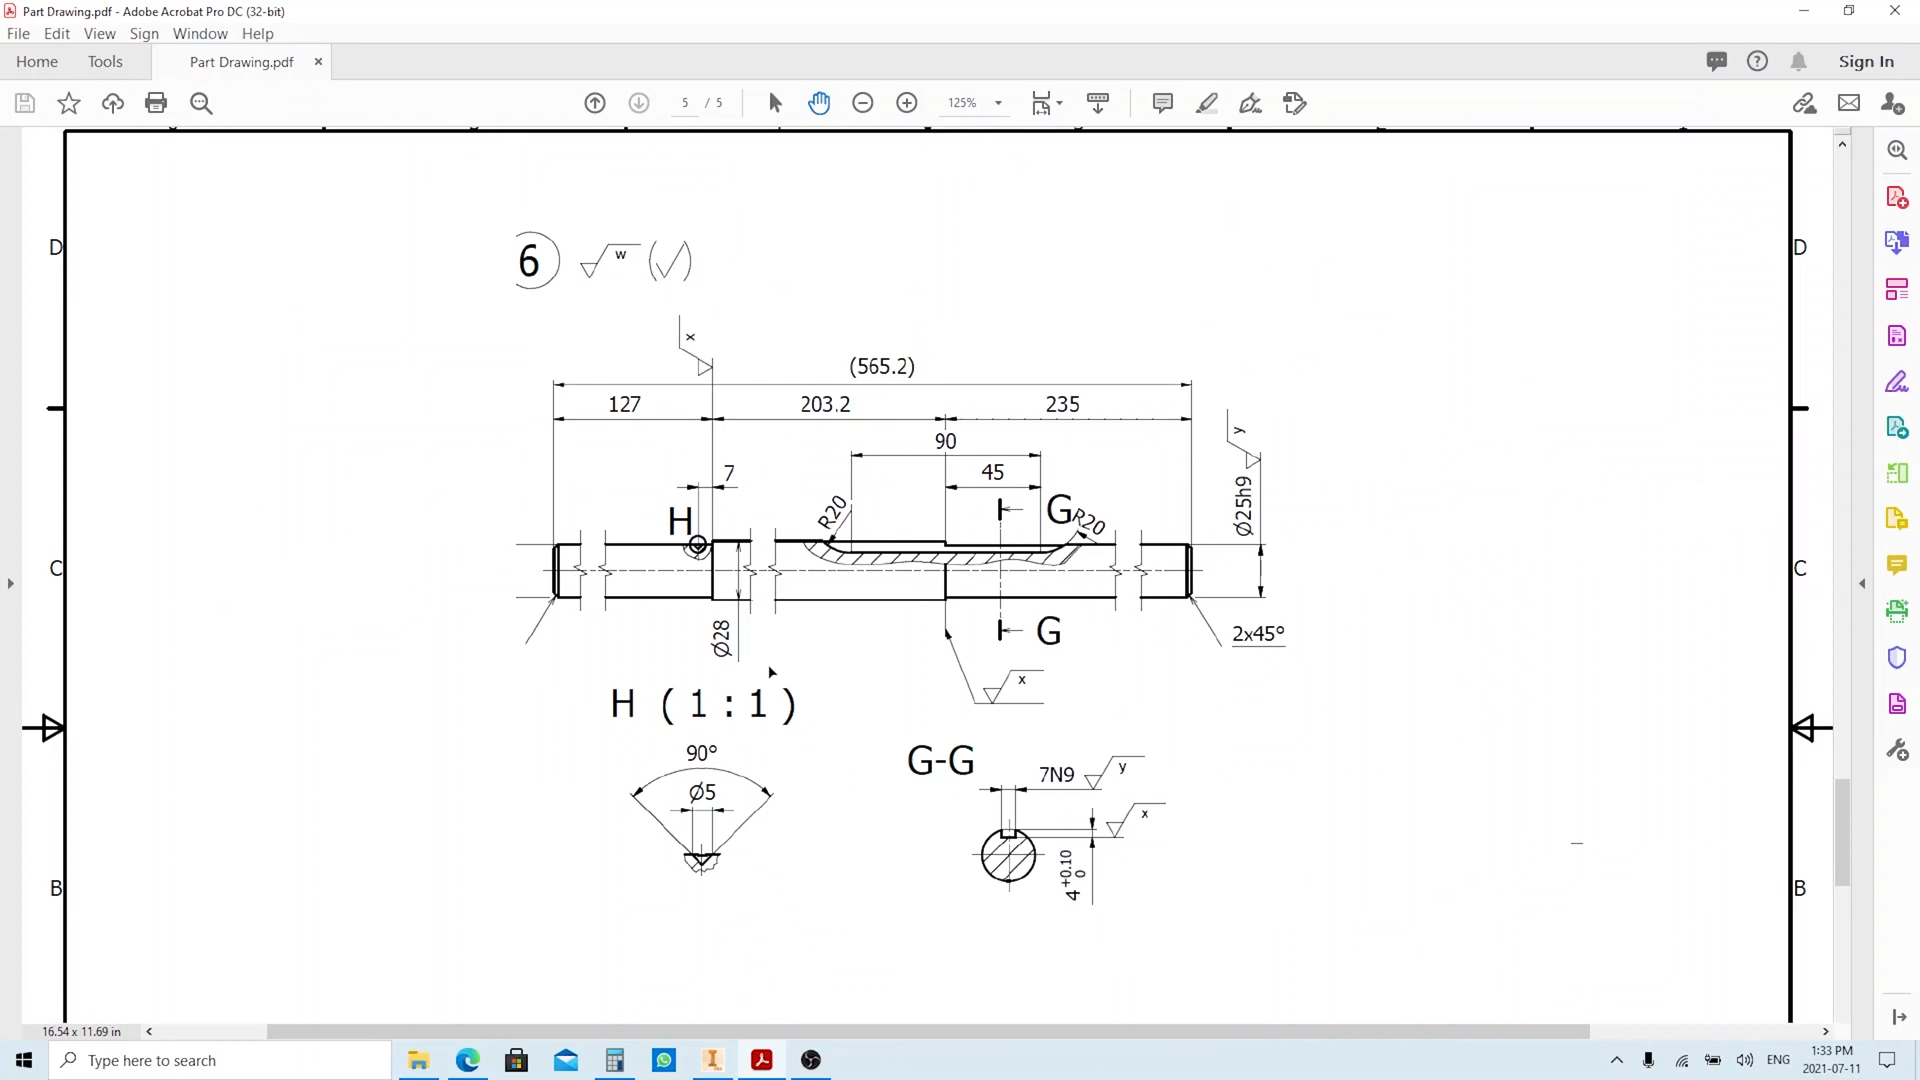 Part Drawing.pdf - Adobe Acrobat Pro DC (32-bit)
File Edit View Sign Window Help
Home Tools Part Drawing.pdf × Sign In
5 / 5 125%
D D
6 w
x
(565.2)
127 203.2 235
y
90
7 45
H R20 G R20 Ø25h9
C C
Ø28 G 2x45°
x
H ( 1 : 1 )
G-G
90° 7N9 y
Ø5 x
4 +0.10 0
B B
16.54 x 11.69 in
Type here to search ENG 1:33 PM
2021-07-11